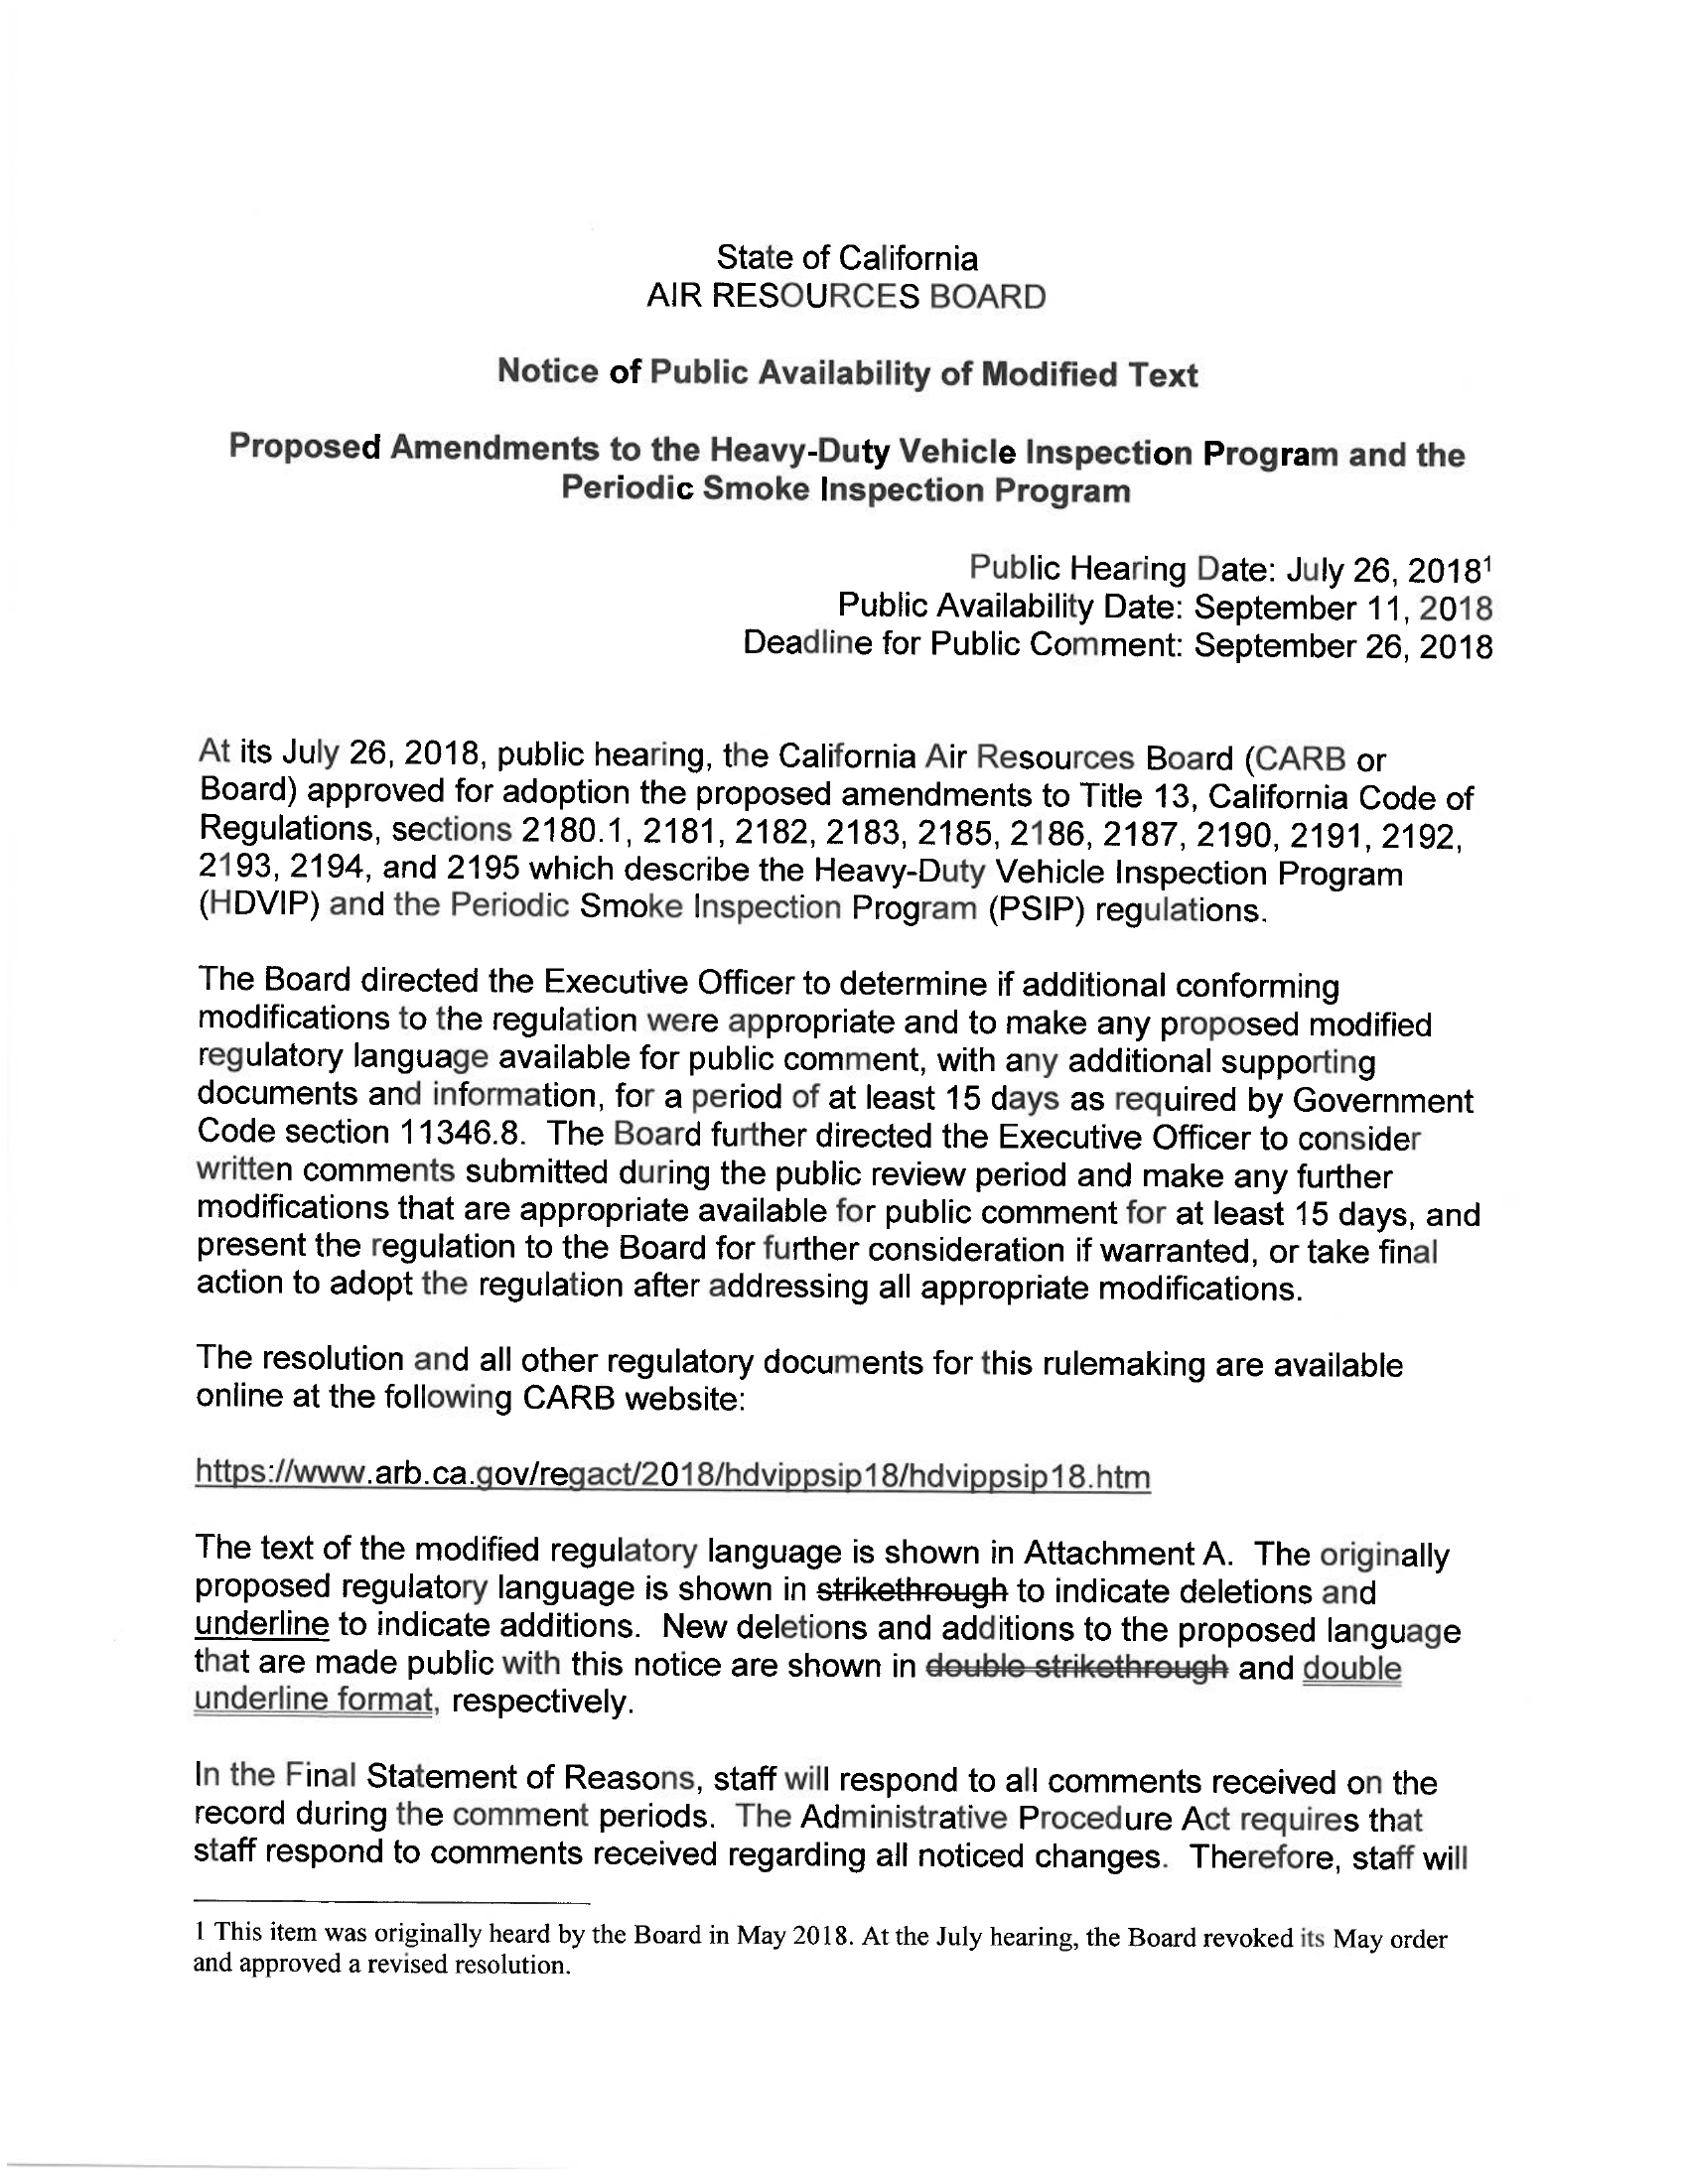 State of California
AIR RESOURCES BOARD
Notice of Public Availability of Modified Text
Proposed Amendments to the Heavy-Duty Vehicle Inspection Program and the
Periodic Smoke Inspection Program
Public Hearing Date: July 26, 2018¹
Public Availability Date: September 11, 2018
Deadline for Public Comment: September 26, 2018
At its July 26, 2018, public hearing, the California Air Resources Board (CARB or
Board) approved for adoption the proposed amendments to Title 13, California Code of
Regulations, sections 2180.1, 2181, 2182, 2183, 2185, 2186, 2187, 2190, 2191, 2192,
2193, 2194, and 2195 which describe the Heavy-Duty Vehicle Inspection Program
(HDVIP) and the Periodic Smoke Inspection Program (PSIP) regulations.
The Board directed the Executive Officer to determine if additional conforming
modifications to the regulation were appropriate and to make any proposed modified
regulatory language available for public comment, with any additional supporting
documents and information, for a period of at least 15 days as required by Government
Code section 11346.8. The Board further directed the Executive Officer to consider
written comments submitted during the public review period and make any further
modifications that are appropriate available for public comment for at least 15 days, and
present the regulation to the Board for further consideration if warranted, or take final
action to adopt the regulation after addressing all appropriate modifications.
The resolution and all other regulatory documents for this rulemaking are available
online at the following CARB website:
https://www.arb.ca.gov/regact/2018/hdvippsip18/hdvippsip18.htm
The text of the modified regulatory language is shown in Attachment A. The originally
proposed regulatory language is shown in strikethrough to indicate deletions and
underline to indicate additions. New deletions and additions to the proposed language
that are made public with this notice are shown in double strikethrough and double
underline format, respectively.
In the Final Statement of Reasons, staff will respond to all comments received on the
record during the comment periods. The Administrative Procedure Act requires that
staff respond to comments received regarding all noticed changes. Therefore, staff will
1 This item was originally heard by the Board in May 2018. At the July hearing, the Board revoked its May order
and approved a revised resolution.